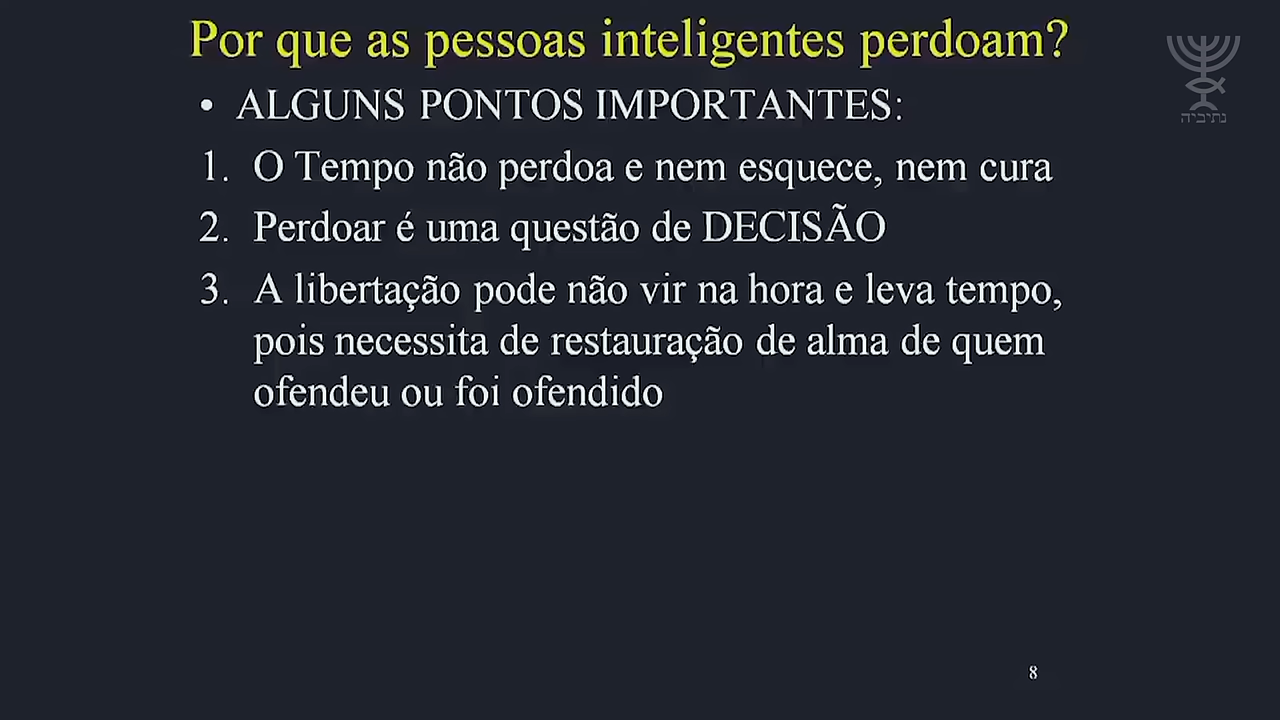 Por que as pessoas inteligentes perdoam?
• ALGUNS PONTOS IMPORTANTES:
1. O Tempo não perdoa e nem esquece, nem cura
2. Perdoar é uma questão de DECISÃO
3. A libertação pode não vir na hora e leva tempo,
pois necessita de restauração de alma de quem
ofendeu ou foi ofendido
נתיביה
8